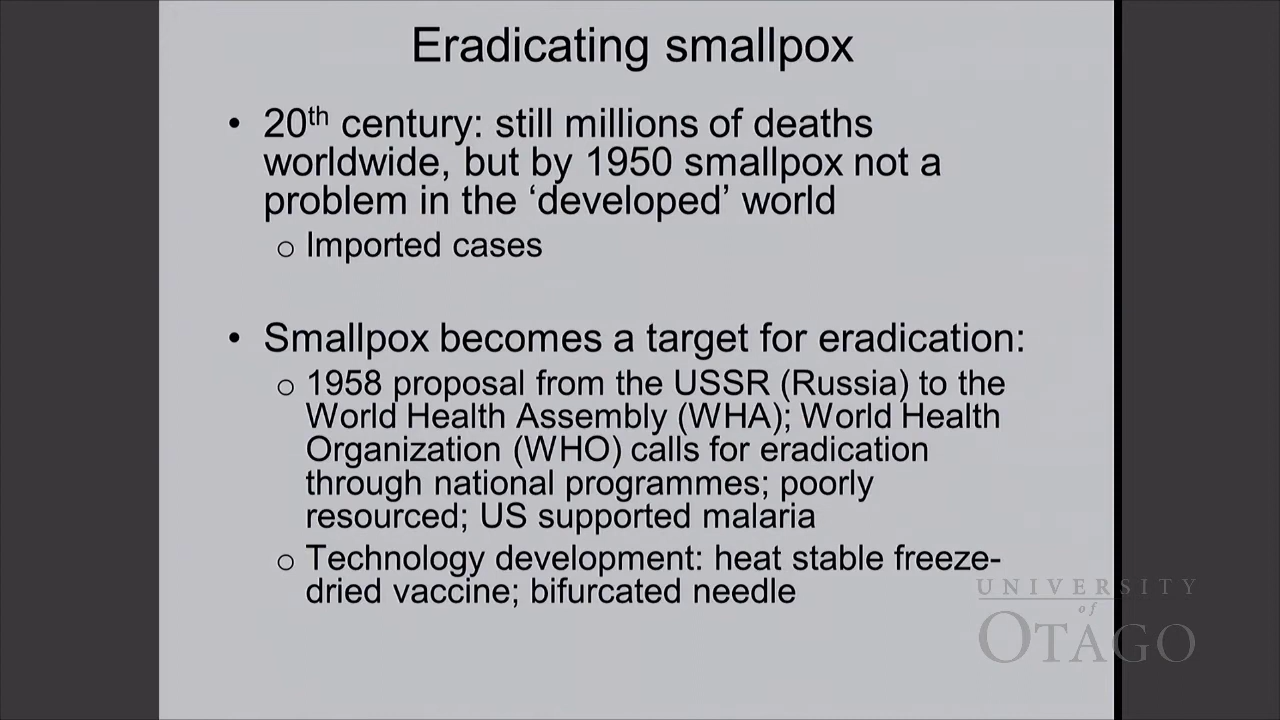 Eradicating smallpox
• 20th century: still millions of deaths
worldwide, but by 1950 smallpox not a
problem in the ‘developed’ world
o Imported cases
• Smallpox becomes a target for eradication:
o 1958 proposal from the USSR (Russia) to the
World Health Assembly (WHA); World Health
Organization (WHO) calls for eradication
through national programmes; poorly
resourced; US supported malaria
o Technology development: heat stable freeze-
dried vaccine; bifurcated needle
UNIVERSITY
of
OTAGO